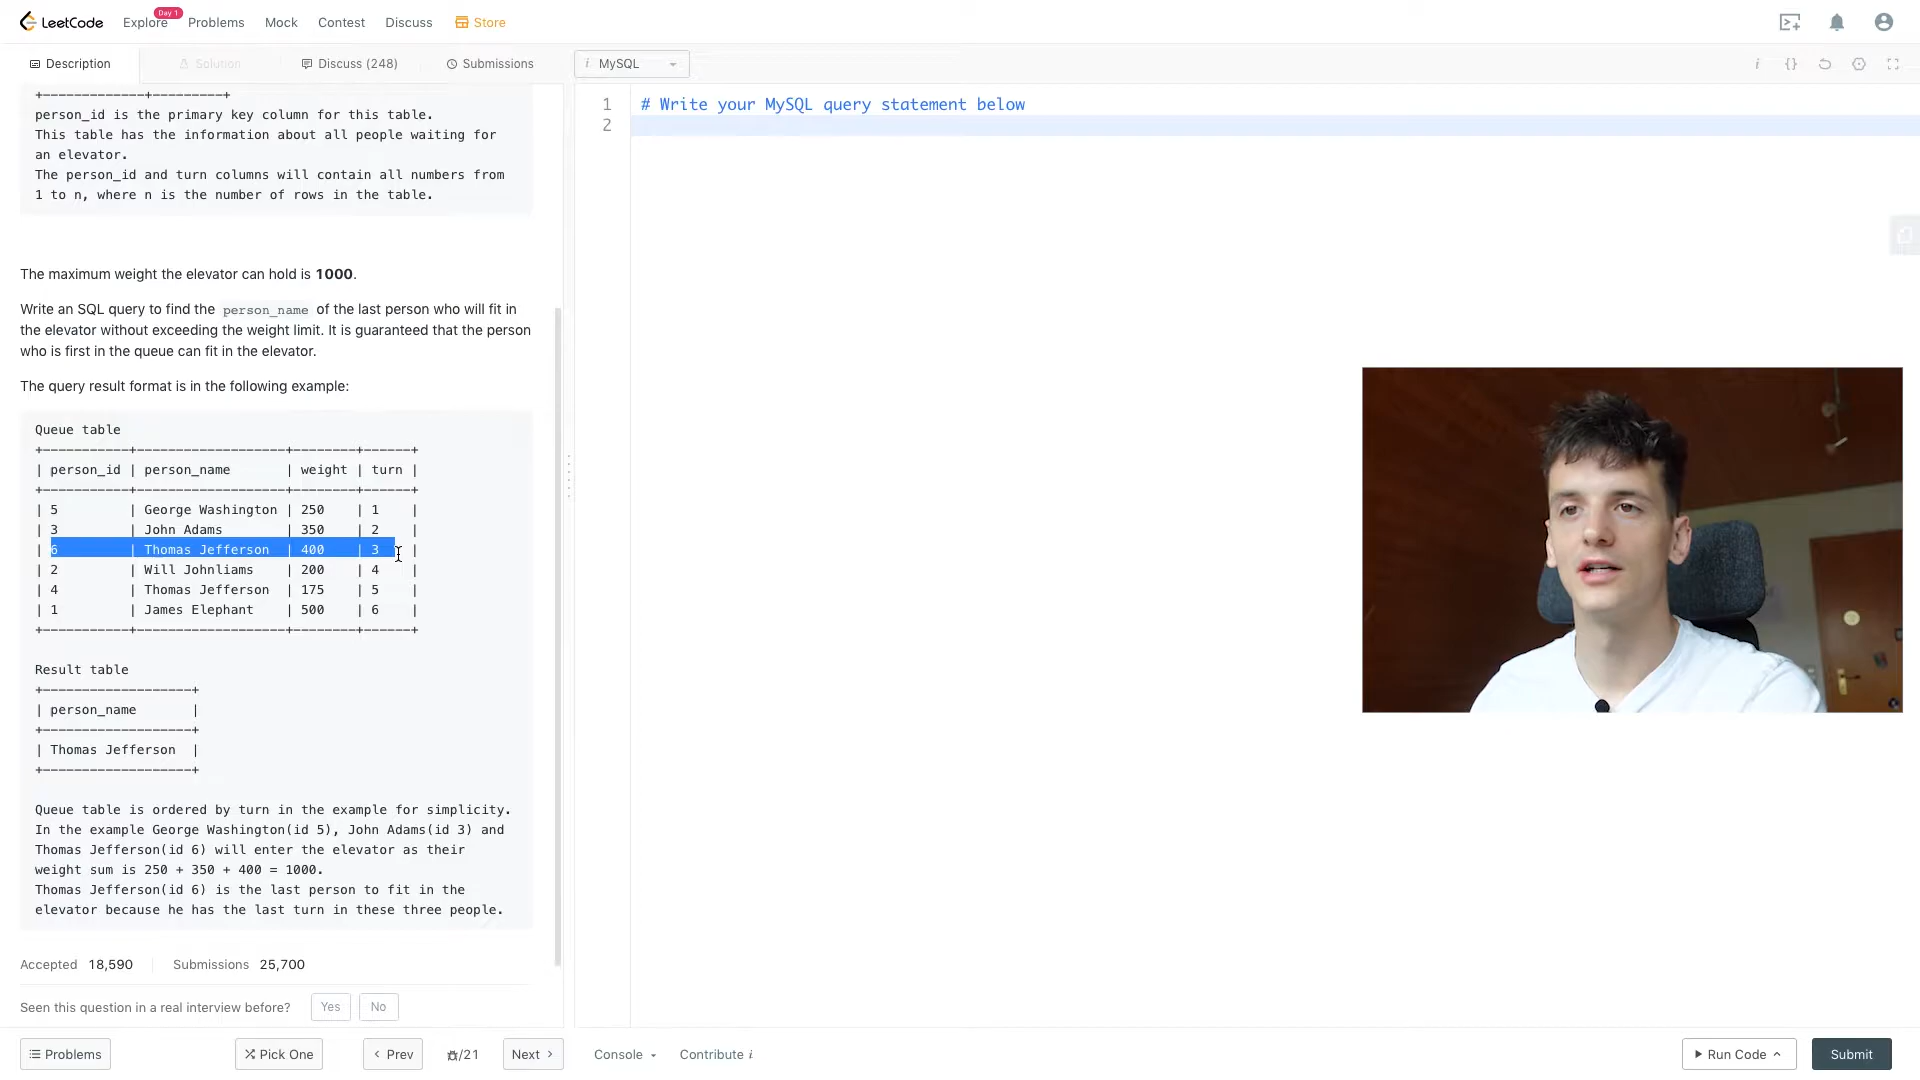 LeetCode Explore Day 1 Problems Mock Contest Discuss Store
Description Solution Discuss (248) Submissions i MySQL
+-------------+---------+
person_id is the primary key column for this table.
This table has the information about all people waiting for
an elevator.
The person_id and turn columns will contain all numbers from
1 to n, where n is the number of rows in the table.
The maximum weight the elevator can hold is 1000.
Write an SQL query to find the person_name of the last person who will fit in
the elevator without exceeding the weight limit. It is guaranteed that the person
who is first in the queue can fit in the elevator.
The query result format is in the following example:
Queue table
+-----------+-------------------+--------+------+
| person_id | person_name       | weight | turn |
+-----------+-------------------+--------+------+
| 5         | George Washington | 250    | 1    |
| 3         | John Adams        | 350    | 2    |
| 6         | Thomas Jefferson  | 400    | 3    |
| 2         | Will Johnliams    | 200    | 4    |
| 4         | Thomas Jefferson  | 175    | 5    |
| 1         | James Elephant    | 500    | 6    |
+-----------+-------------------+--------+------+
Result table
+-------------------+
| person_name       |
+-------------------+
| Thomas Jefferson  |
+-------------------+
Queue table is ordered by turn in the example for simplicity.
In the example George Washington(id 5), John Adams(id 3) and
Thomas Jefferson(id 6) will enter the elevator as their
weight sum is 250 + 350 + 400 = 1000.
Thomas Jefferson(id 6) is the last person to fit in the
elevator because he has the last turn in these three people.
Accepted 18,590 Submissions 25,700
Seen this question in a real interview before? Yes No
1 # Write your MySQL query statement below
2
i {}
Problems Pick One < Prev /21 Next > Console Contribute i Run Code Submit